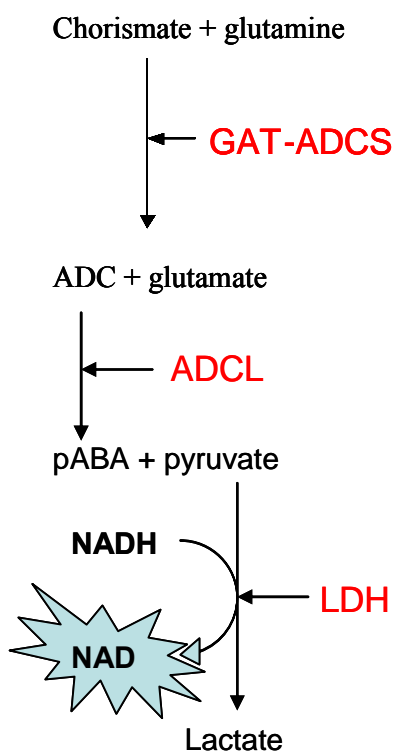 Chorismate + glutamine
GAT-ADCS
ADC + glutamate
ADCL
pABA + pyruvate
NADH
LDH
NAD
Lactate